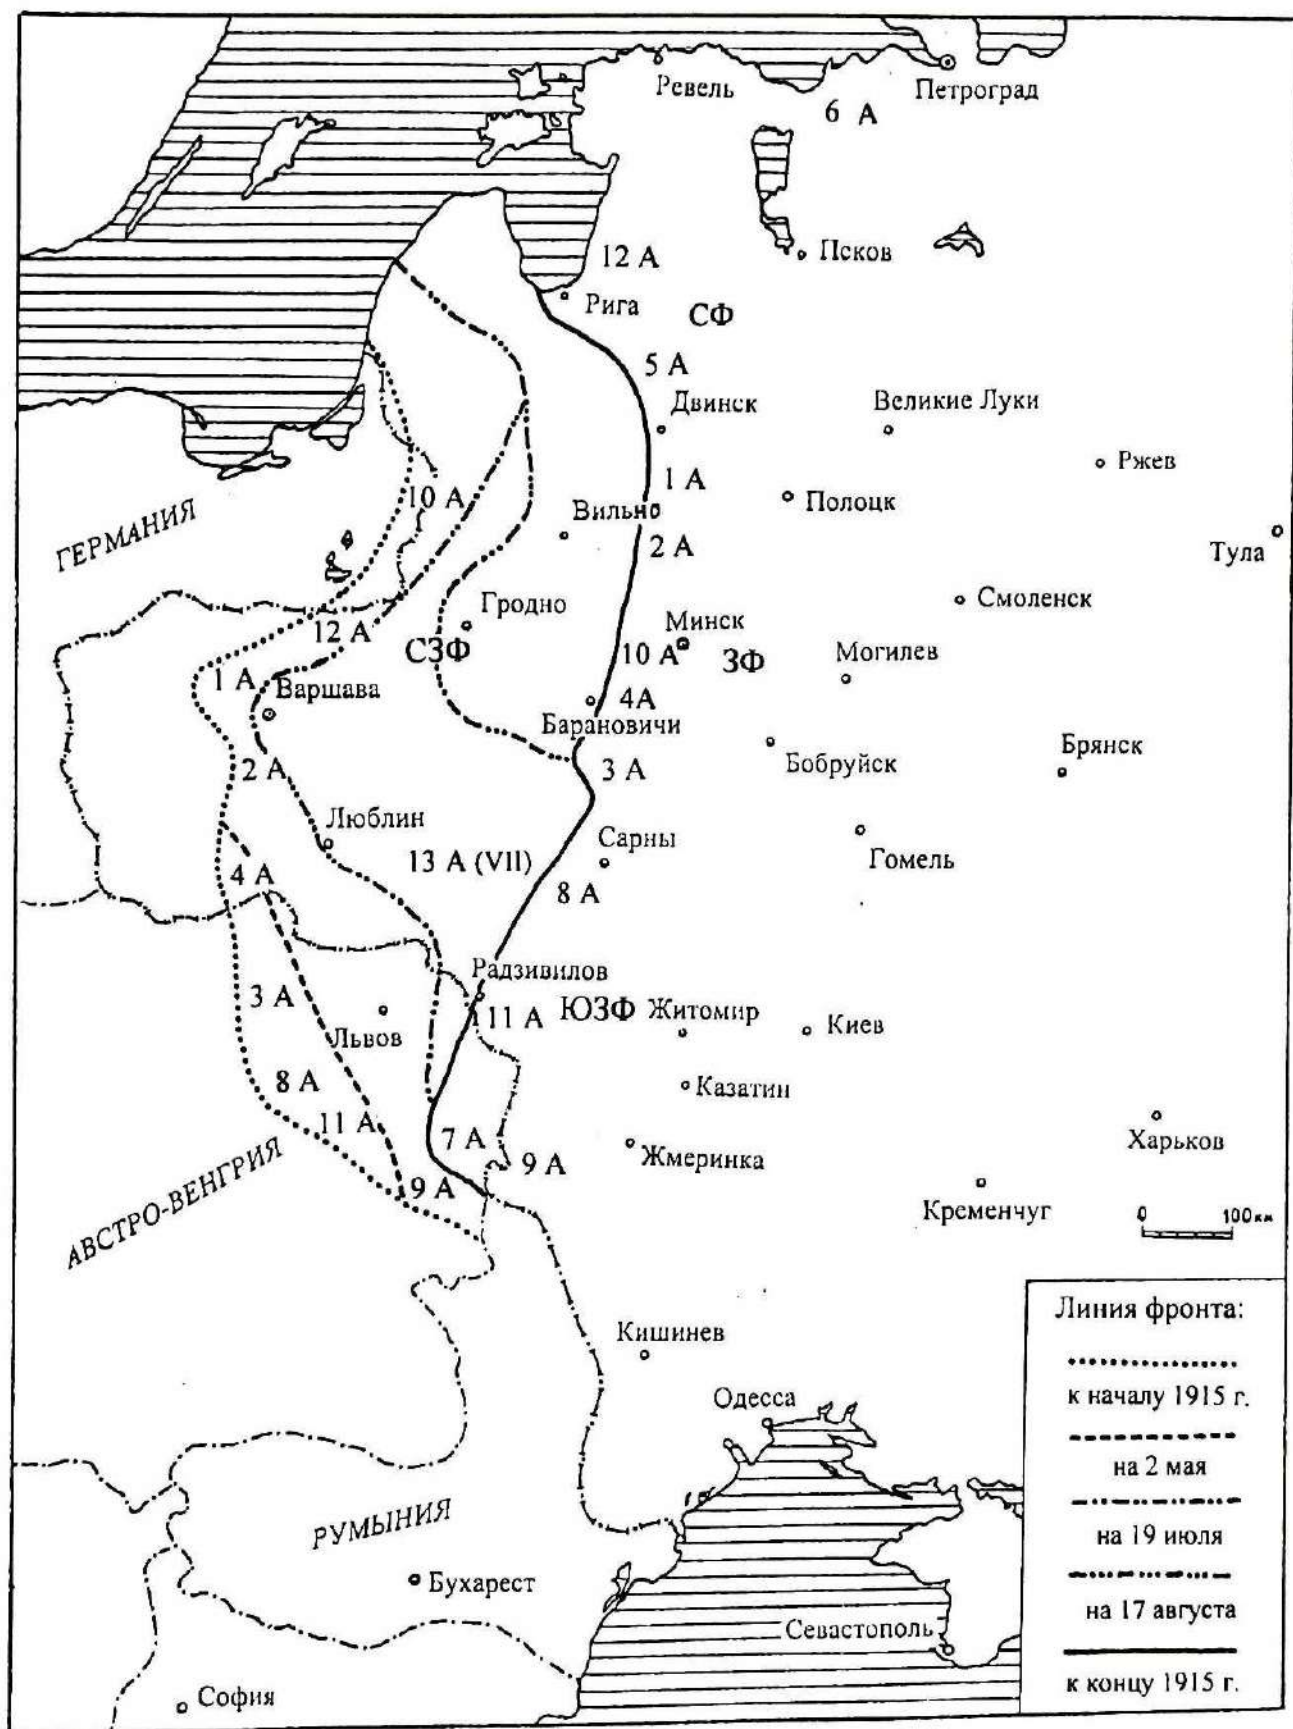 Ревель
Петроград
6 А
Псков
12 А
Рига
СФ
5 А
Двинск
Великие Луки
Ржев
1 А
10 А
Полоцк
Вильно
ГЕРМАНИЯ
2 А
Тула
Гродно
Смоленск
12 А
Минск
СЗФ
10 А
ЗФ
Могилев
1 А
Варшава
4А
Барановичи
2 А
3 А
Бобруйск
Брянск
Люблин
Сарны
13 А (VII)
Гомель
4 А
8 А
Радзивилов
3 А
11 А
ЮЗФ
Житомир
Киев
Львов
8 А
Казатин
11 А
7 А
Харьков
9 А
Жмеринка
АВСТРО-ВЕНГРИЯ
9 А
Кременчуг
0 100 км
Линия фронта:
к началу 1915 г.
на 2 мая
на 19 июля
на 17 августа
к концу 1915 г.
Кишинев
Одесса
РУМЫНИЯ
Бухарест
Севастополь
София